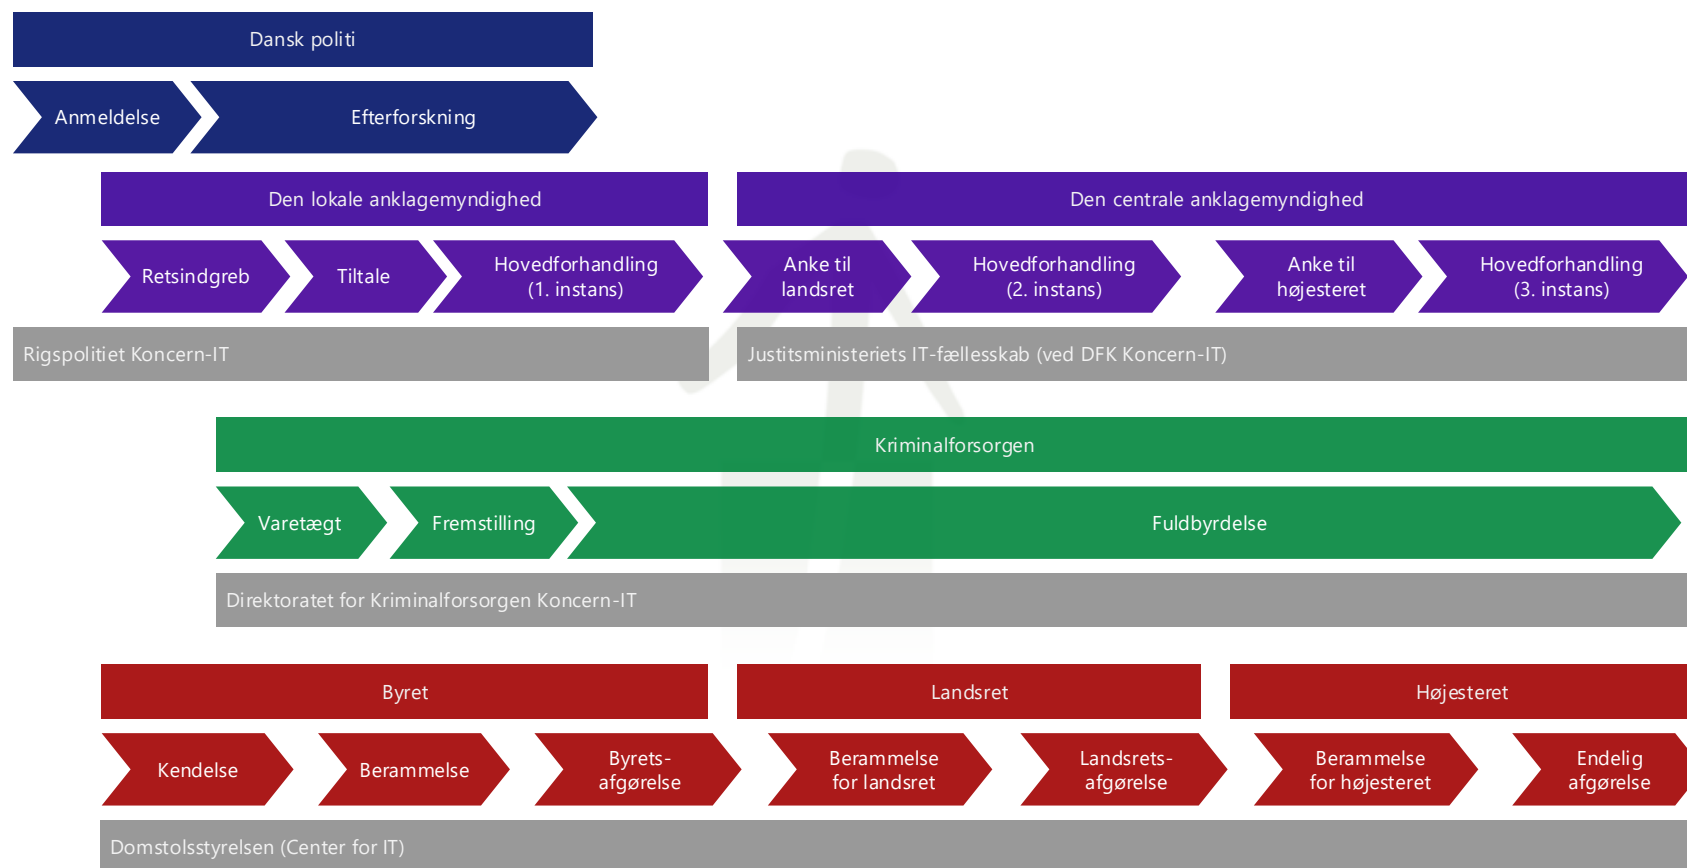 Dansk politi
Anmeldelse
Efterforskning
Den lokale anklagemyndighed
Den centrale anklagemyndighed
Retsindgreb
Tiltale
Hovedforhandling
(1. instans)
Anke til
landsret
Hovedforhandling
(2. instans)
Anke til
højesteret
Hovedforhandling
(3. instans)
Rigspolitiet Koncern-IT
Justitsministeriets IT-fællesskab (ved DFK Koncern-IT)
Kriminalforsorgen
Varetægt
Fremstilling
Fuldbyrdelse
Direktoratet for Kriminalforsorgen Koncern-IT
Byret
Landsret
Højesteret
Kendelse
Berammelse
Byrets-
afgørelse
Berammelse
for landsret
Landsrets-
afgørelse
Berammelse
for højesteret
Endelig
afgørelse
Domstolsstyrelsen (Center for IT)